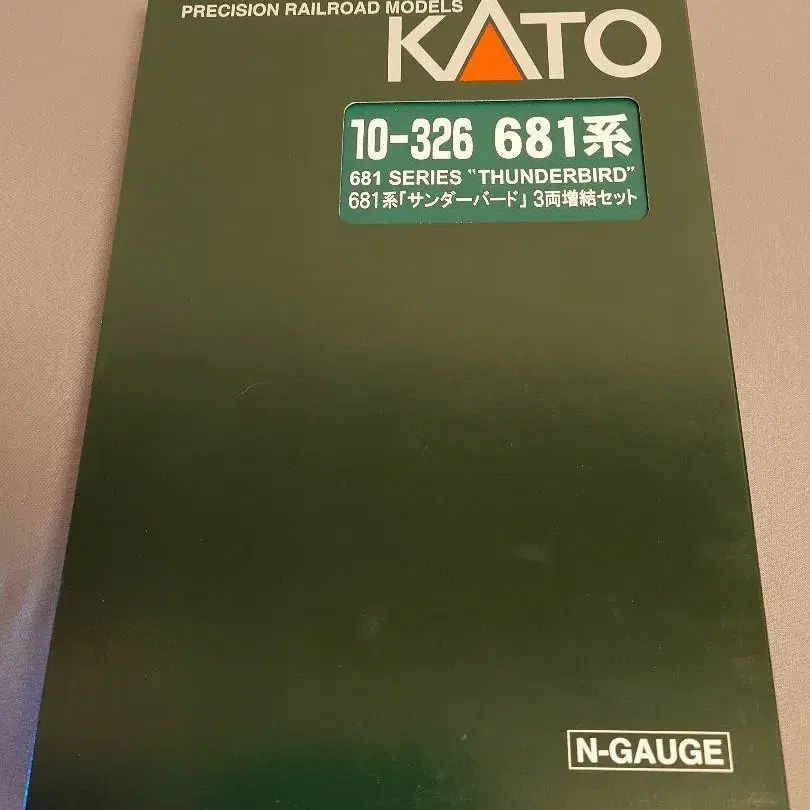 PRECISION RAILROAD MODELS
KATO
10-326 681系
681 SERIES "THUNDERBIRD"
681系「サンダーバード」3両増結セット
N-GAUGE